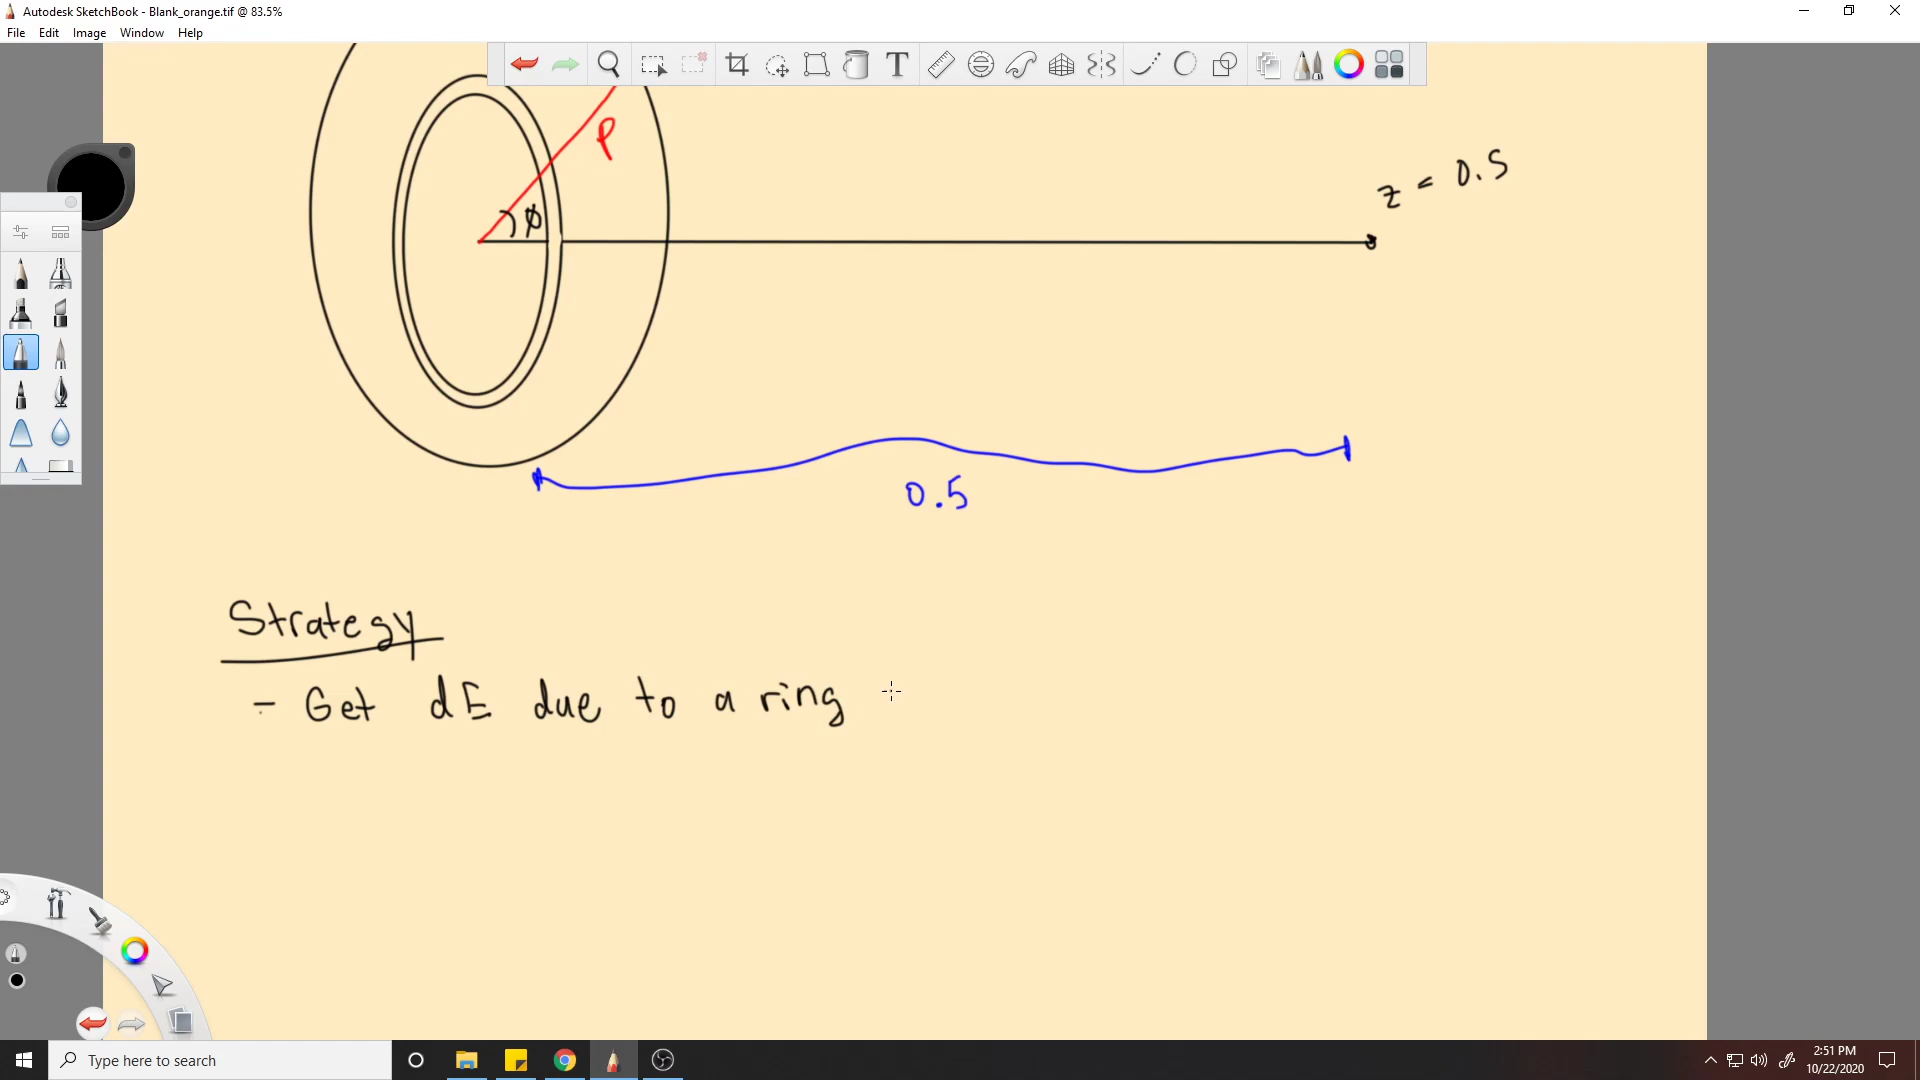 Autodesk SketchBook - Blank_orange.tif @ 83.5%
File Edit Image Window Help
T
ρ
z = 0.5
φ
0.5
Strategy
- Get dE due to a ring
Type here to search
2:51 PM
10/22/2020